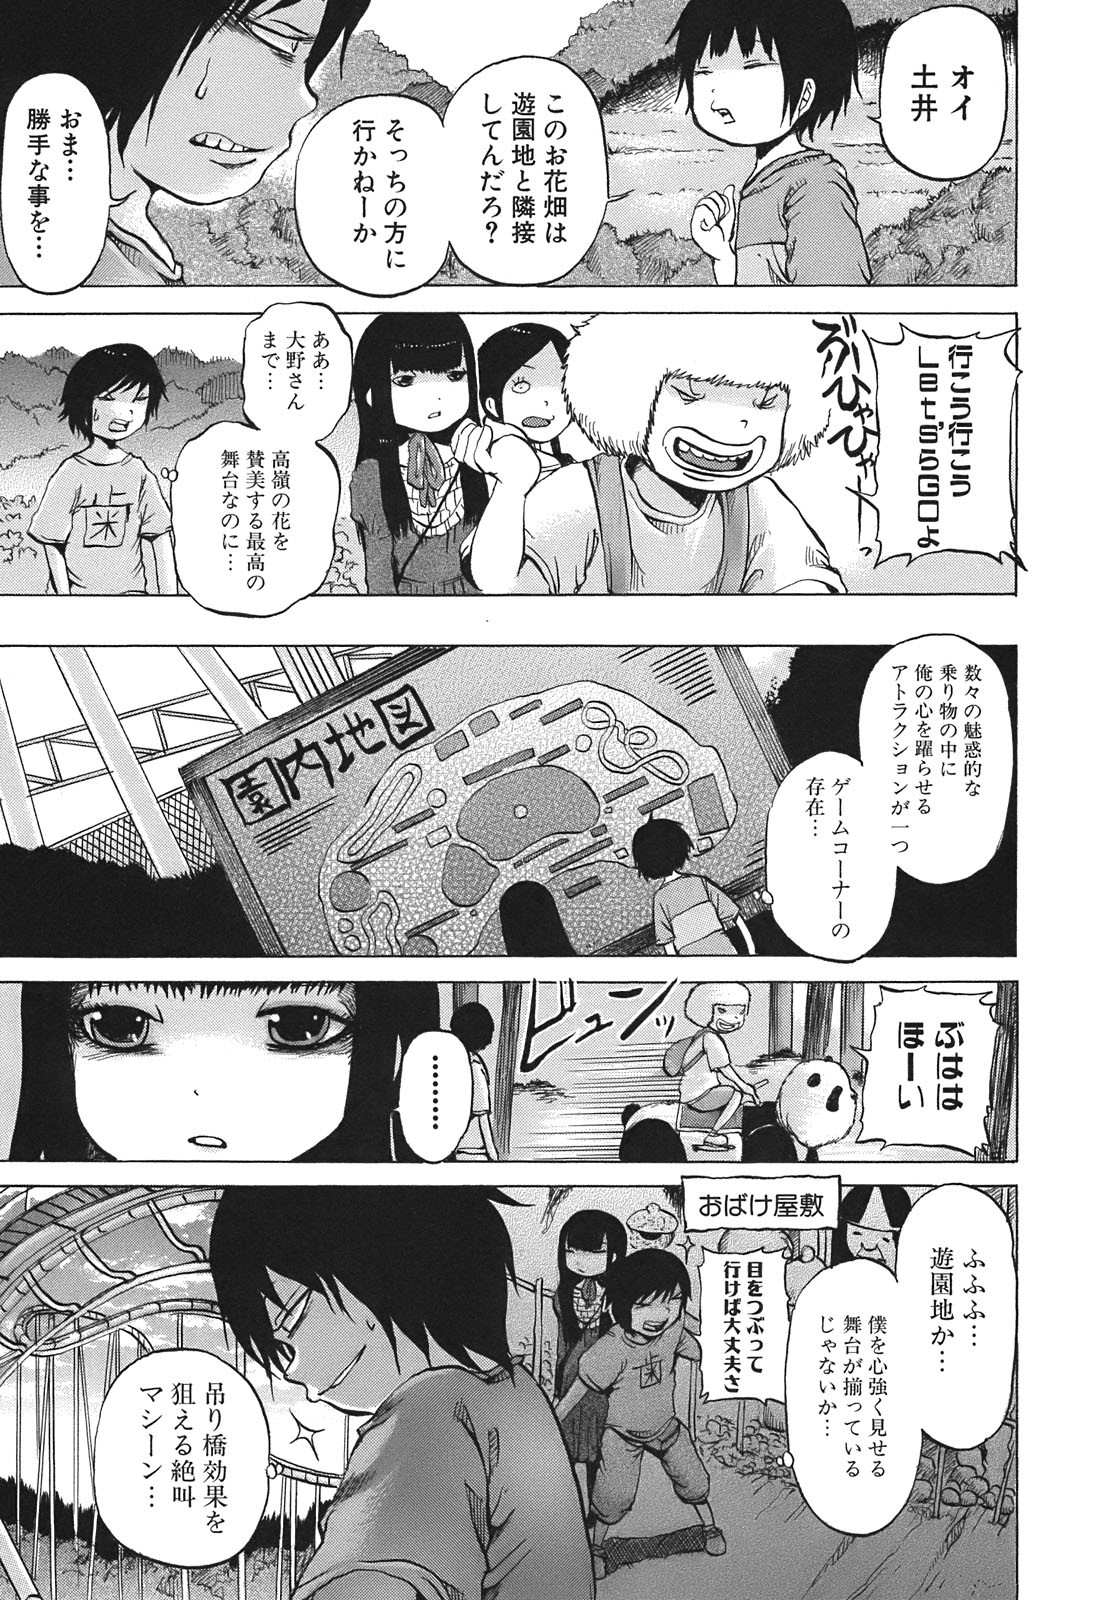 オイ
土井
このお花畑は
遊園地と隣接
してんだろ？
そっちの方に
行かねーか
おま…
勝手な事を…
行こう行こう
Let'sらGOよ
ぶーひゃひゃひゃー
ああ…
大野さん
まで…
高嶺の花を
賛美する最高の
舞台なのに…
歯
数々の魅惑的な
乗り物の中に
俺の心を躍らせる
アトラクションが一つ
ゲームコーナーの
存在…
園内地図
ぶはは
ほーい
ビューンッ
………
ふふふ…
遊園地か…
僕を心強く見せる
舞台が揃っている
じゃないか…
おばけ屋敷
目をつぶって
行けば大丈夫さ
歯
吊り橋効果を
狙える絶叫
マシーン…